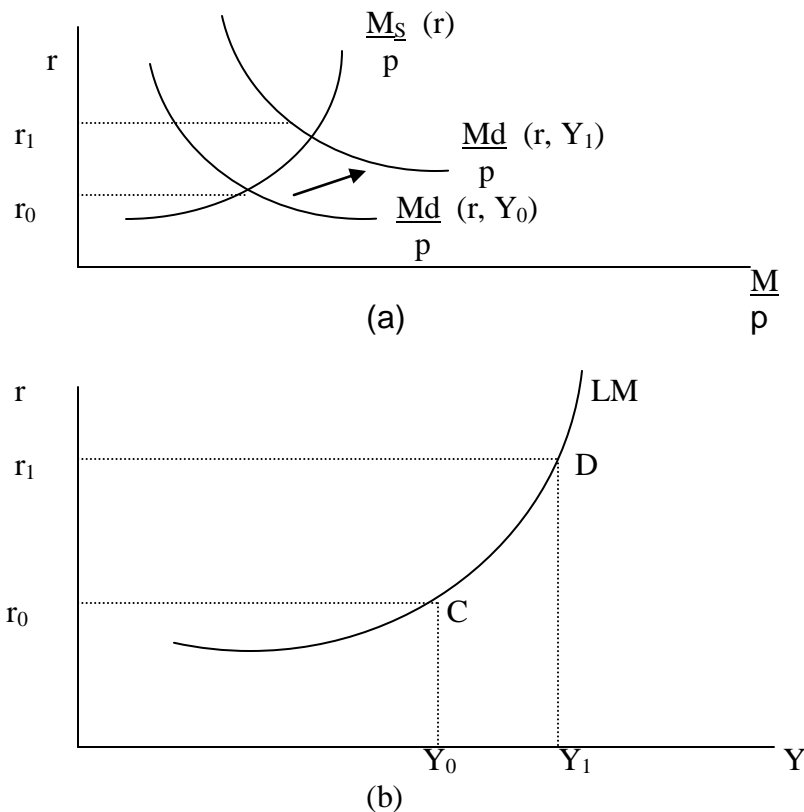 M_S (r)
p
r
r₁
Md (r, Y₁)
p
r₀
Md (r, Y₀)
p
M
p
(a)
r
LM
r₁
D
r₀
C
Y₀ Y₁ Y
(b)